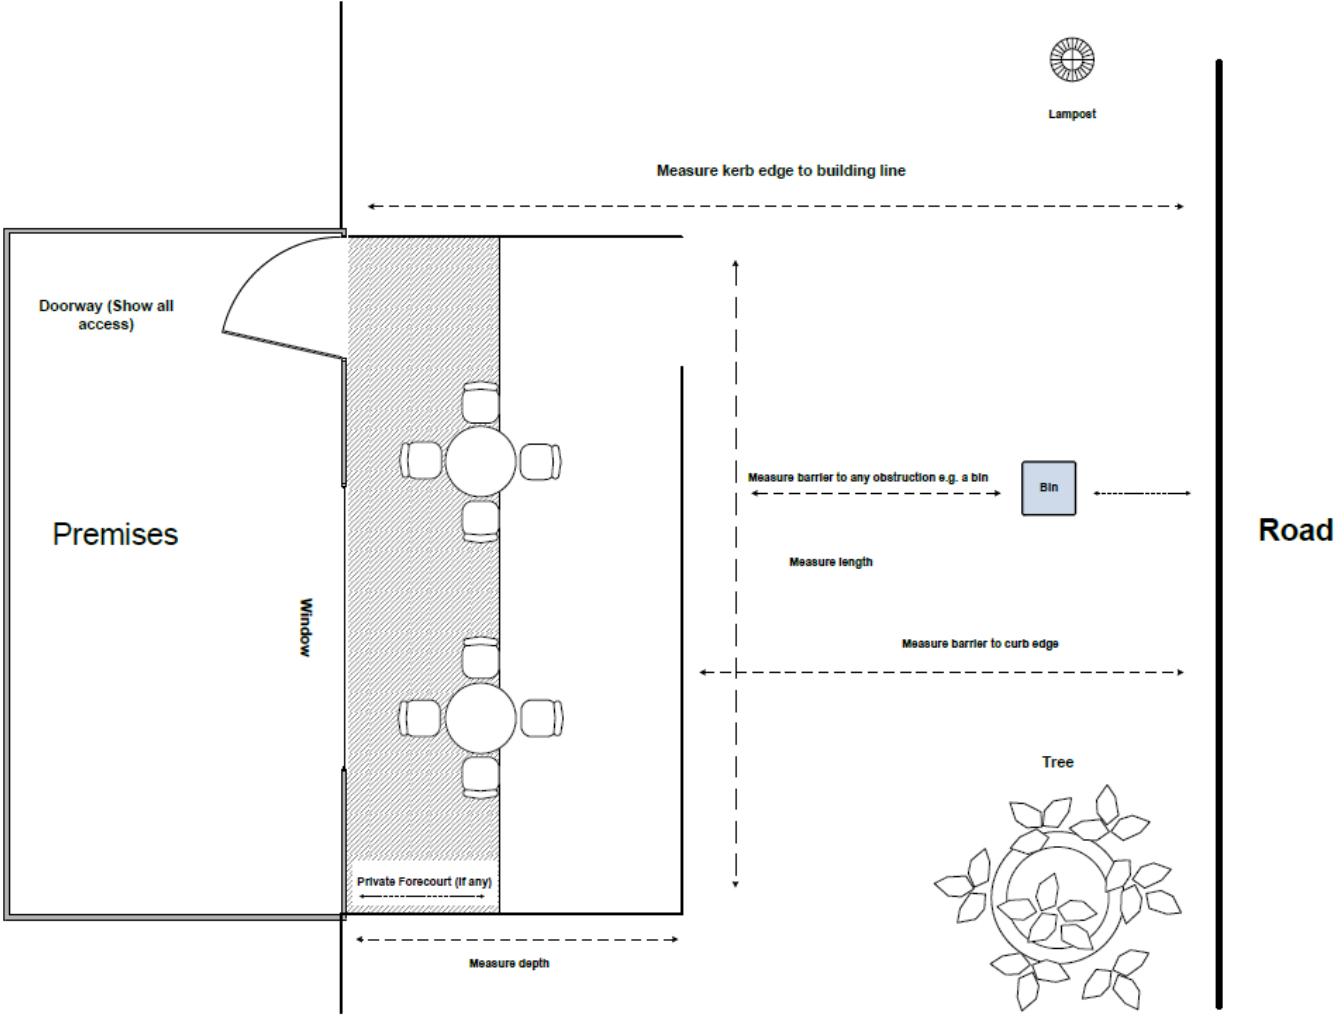 Lampost
Measure kerb edge to building line
Doorway (Show all
access)
Measure barrier to any obstruction e.g. a bin
Bin
Premises
Road
Measure length
Window
Measure barrier to curb edge
Tree
Private Forecourt (if any)
Measure depth